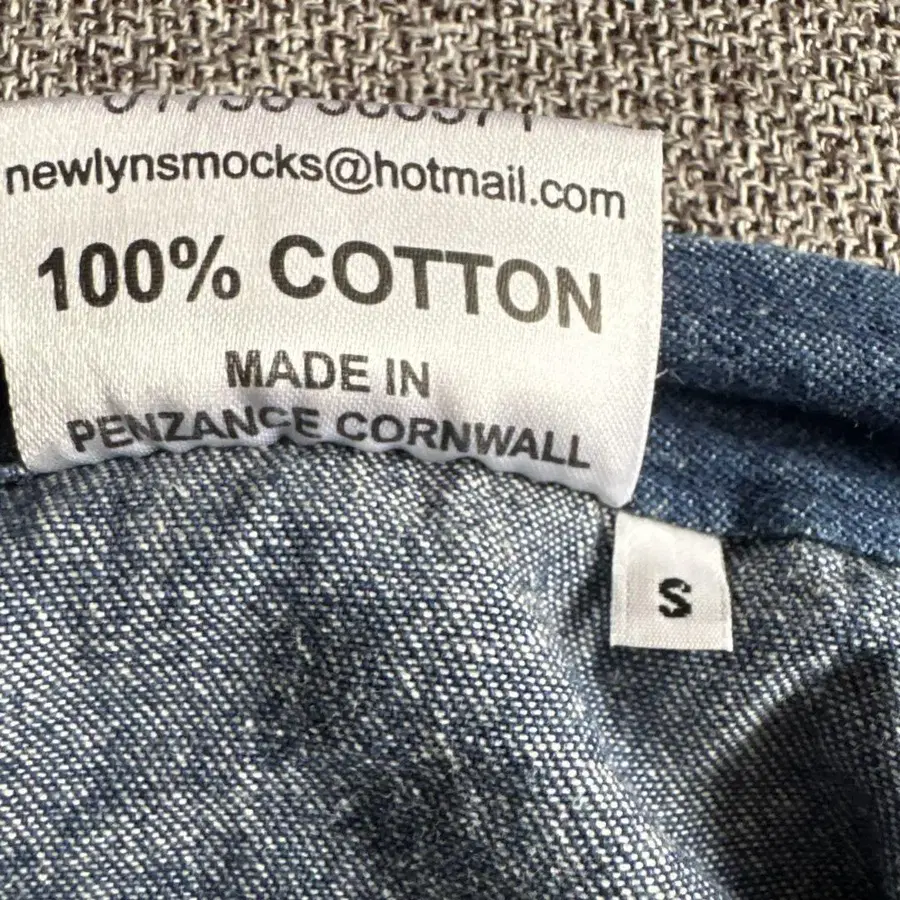 newlynsmocks@hotmail.com
100% COTTON
MADE IN
PENZANCE CORNWALL
S